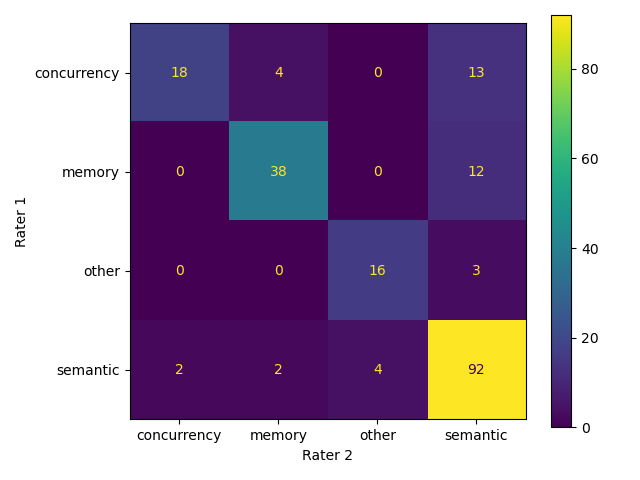 concurrency 18 4 0 13
memory 0 38 0 12
other 0 0 16 3
semantic 2 2 4 92
concurrency memory other semantic
Rater 2
Rater 1
80
60
40
20
0